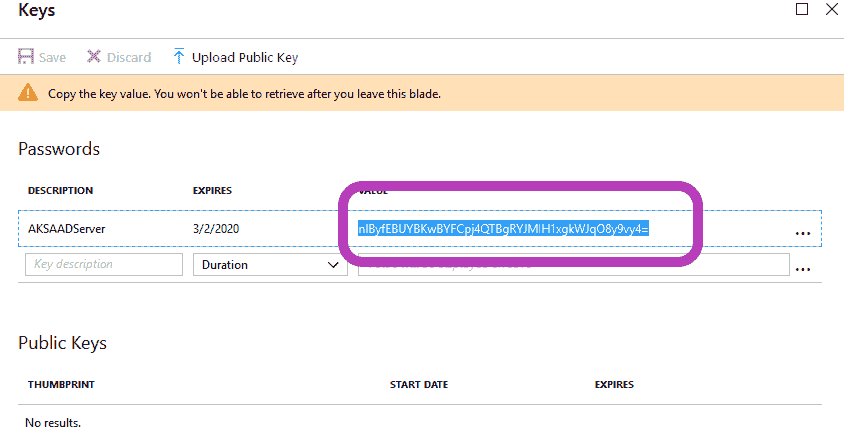 Keys
Save Discard Upload Public Key
Copy the key value. You won't be able to retrieve after you leave this blade.
Passwords
DESCRIPTION EXPIRES VALUE
AKSAADServer 3/2/2020 ...
Key description Duration ...
Public Keys
THUMBPRINT START DATE EXPIRES
No results.